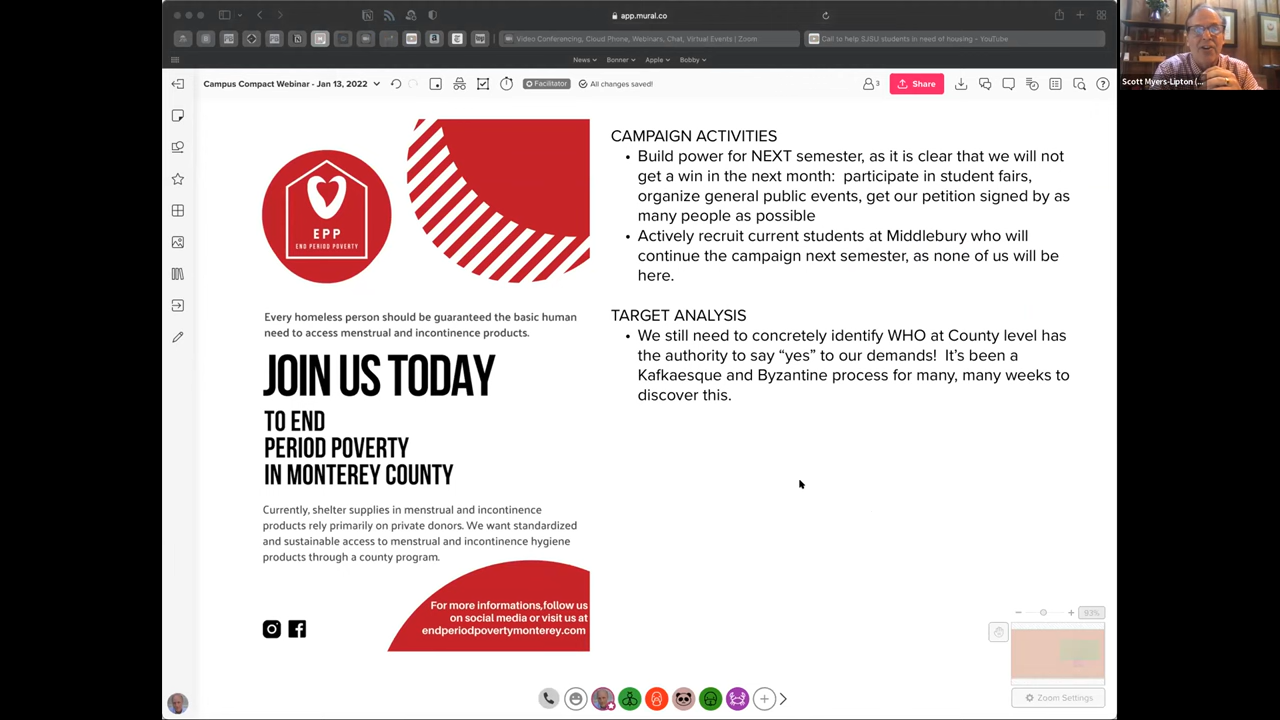 app.mural.co
Video Conferencing, Cloud Phone, Webinars, Chat, Virtual Events | Zoom
Call to help SJSU students in need of housing - YouTube
News
Bonner
Apple
Bobby
Scott Myers-Lipton (...
Campus Compact Webinar - Jan 13, 2022
Facilitator
All changes saved!
3
Share
EPP
END PERIOD POVERTY
Every homeless person should be guaranteed the basic human
need to access menstrual and incontinence products.
JOIN US TODAY
TO END
PERIOD POVERTY
IN MONTEREY COUNTY
Currently, shelter supplies in menstrual and incontinence
products rely primarily on private donors. We want standardized
and sustainable access to menstrual and incontinence hygiene
products through a county program.
For more informations,follow us
on social media or visit us at
endperiodpovertymonterey.com
CAMPAIGN ACTIVITIES
• Build power for NEXT semester, as it is clear that we will not
get a win in the next month: participate in student fairs,
organize general public events, get our petition signed by as
many people as possible
• Actively recruit current students at Middlebury who will
continue the campaign next semester, as none of us will be
here.
TARGET ANALYSIS
• We still need to concretely identify WHO at County level has
the authority to say “yes” to our demands! It’s been a
Kafkaesque and Byzantine process for many, many weeks to
discover this.
93%
Zoom Settings